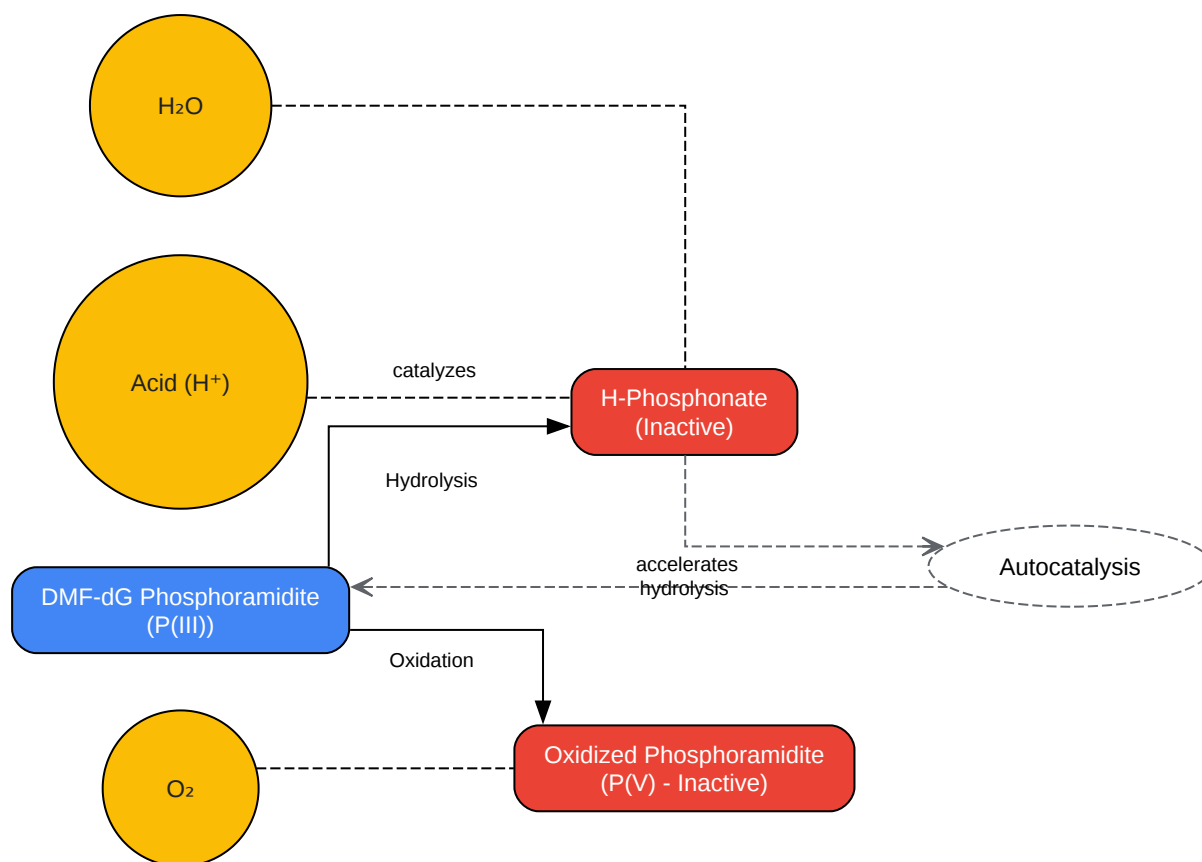 H₂O
Acid (H⁺)
catalyzes
H-Phosphonate
(Inactive)
Hydrolysis
accelerates
hydrolysis
Autocatalysis
DMF-dG Phosphoramidite
(P(III))
Oxidation
Oxidized Phosphoramidite
(P(V) - Inactive)
O₂